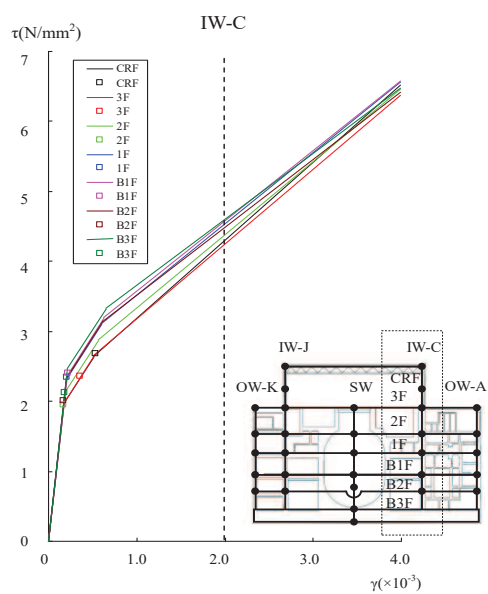 τ(N/mm²)
IW-C
7
6
5
4
3
2
1
0
CRF
CRF
3F
3F
2F
2F
1F
1F
B1F
B1F
B2F
B2F
B3F
B3F
IW-J
IW-C
OW-K
SW
CRF
OW-A
3F
2F
1F
B1F
B2F
B3F
0
1.0
2.0
3.0
4.0
γ(×10⁻³)